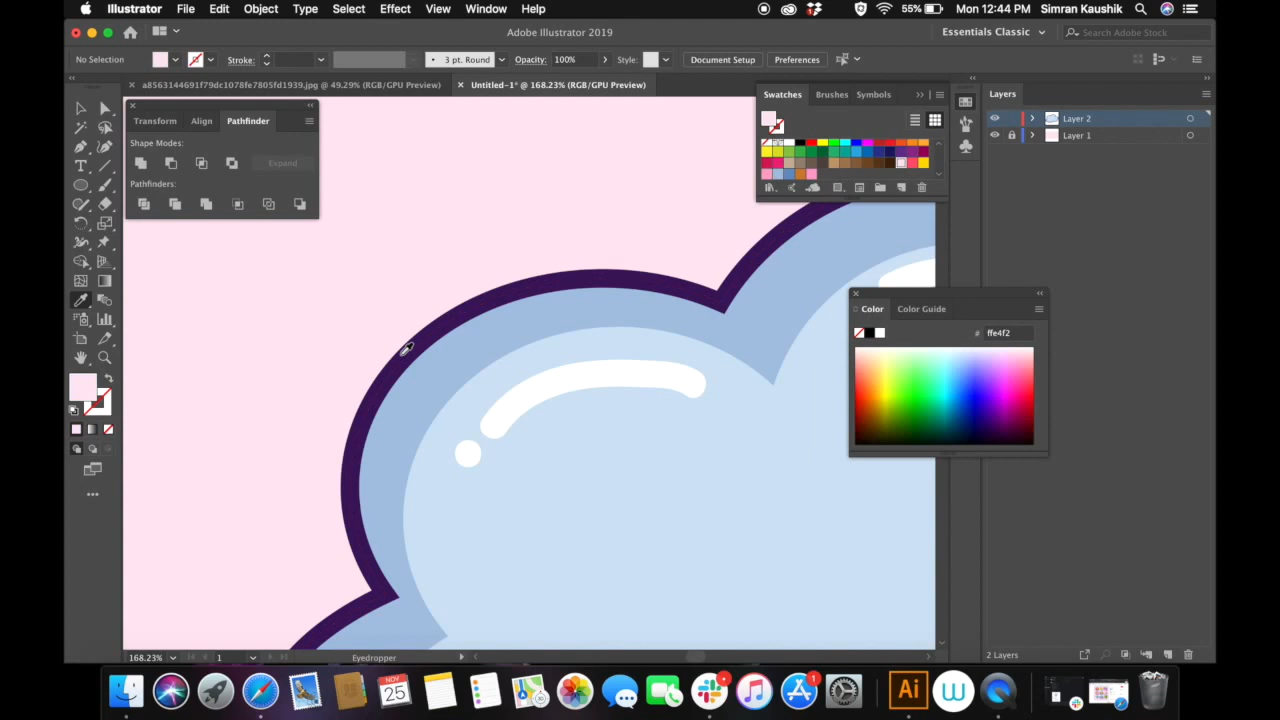 Illustrator File Edit Object Type Select Effect View Window Help 55% Mon 12:44 PM Simran Kaushik
Adobe Illustrator 2019 Essentials Classic Search Adobe Stock
No Selection Stroke: 3 pt. Round Opacity: 100% Style: Document Setup Preferences
a8563144691f79dc1078fe7805fd1939.jpg @ 49.29% (RGB/GPU Preview) Untitled-1* @ 168.23% (RGB/GPU Preview)
Swatches Brushes Symbols Layers
Transform Align Pathfinder
Layer 2
Layer 1
Shape Modes:
Expand
Pathfinders:
Color Color Guide
# ffe4f2
168.23% 1 Eyedropper 2 Layers
NOV
25
Ai
1